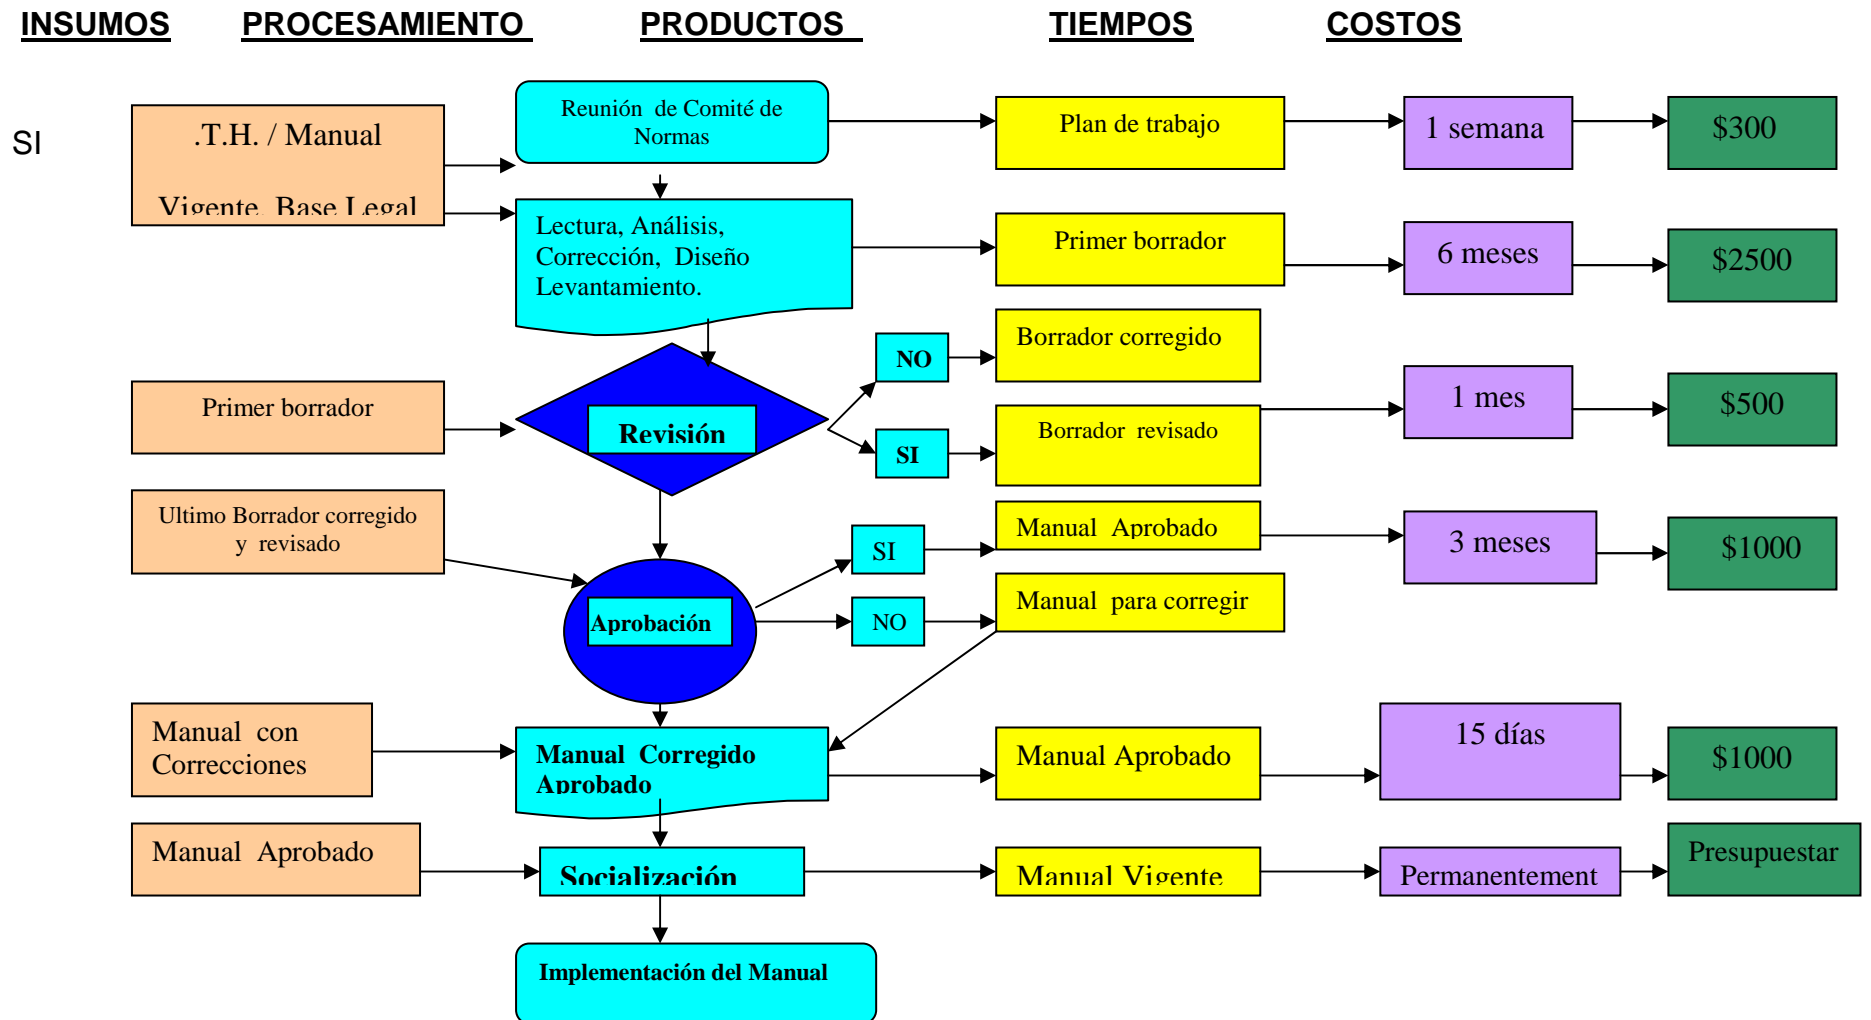 INSUMOS PROCESAMIENTO PRODUCTOS TIEMPOS COSTOS
SI
.T.H. / Manual
Vigente. Base Legal
Reunión de Comité de
Normas
Plan de trabajo
1 semana
$300
Lectura, Análisis,
Corrección, Diseño
Levantamiento.
Primer borrador
6 meses
$2500
Primer borrador
Revisión
NO
Borrador corregido
SI
Borrador revisado
1 mes
$500
Ultimo Borrador corregido
y revisado
Aprobación
SI
Manual Aprobado
NO
Manual para corregir
3 meses
$1000
Manual con
Correcciones
Manual Corregido
Aprobado
Manual Aprobado
15 días
$1000
Manual Aprobado
Socialización
Manual Vigente
Permanentement
Presupuestar
Implementación del Manual